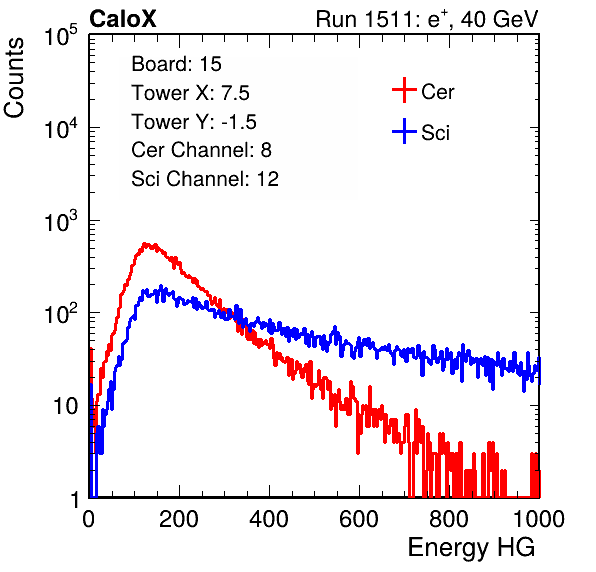 CaloX Run 1511: e⁺, 40 GeV
Counts
10⁵
10⁴
10³
10²
10
1
Board: 15
Tower X: 7.5
Tower Y: -1.5
Cer Channel: 8
Sci Channel: 12
Cer
Sci
0 200 400 600 800 1000
Energy HG